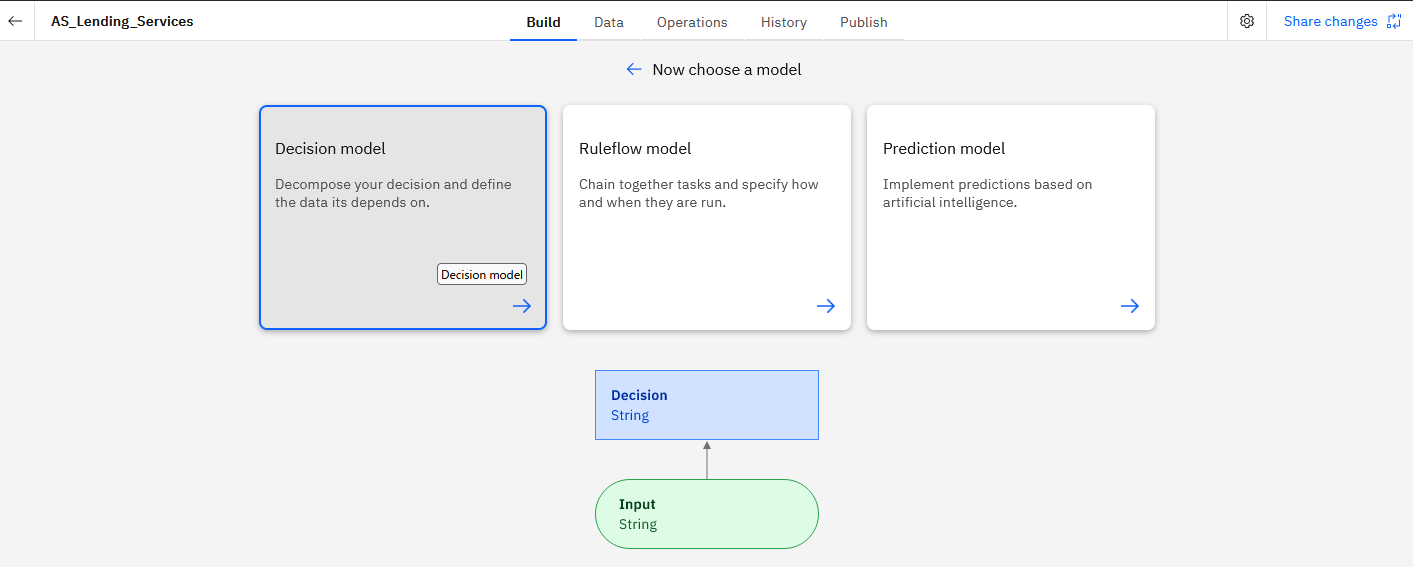 AS_Lending_Services
Build
Data
Operations
History
Publish
Share changes
Now choose a model
Decision model
Decompose your decision and define
the data its depends on.
Decision model
Ruleflow model
Chain together tasks and specify how
and when they are run.
Prediction model
Implement predictions based on
artificial intelligence.
Decision
String
Input
String